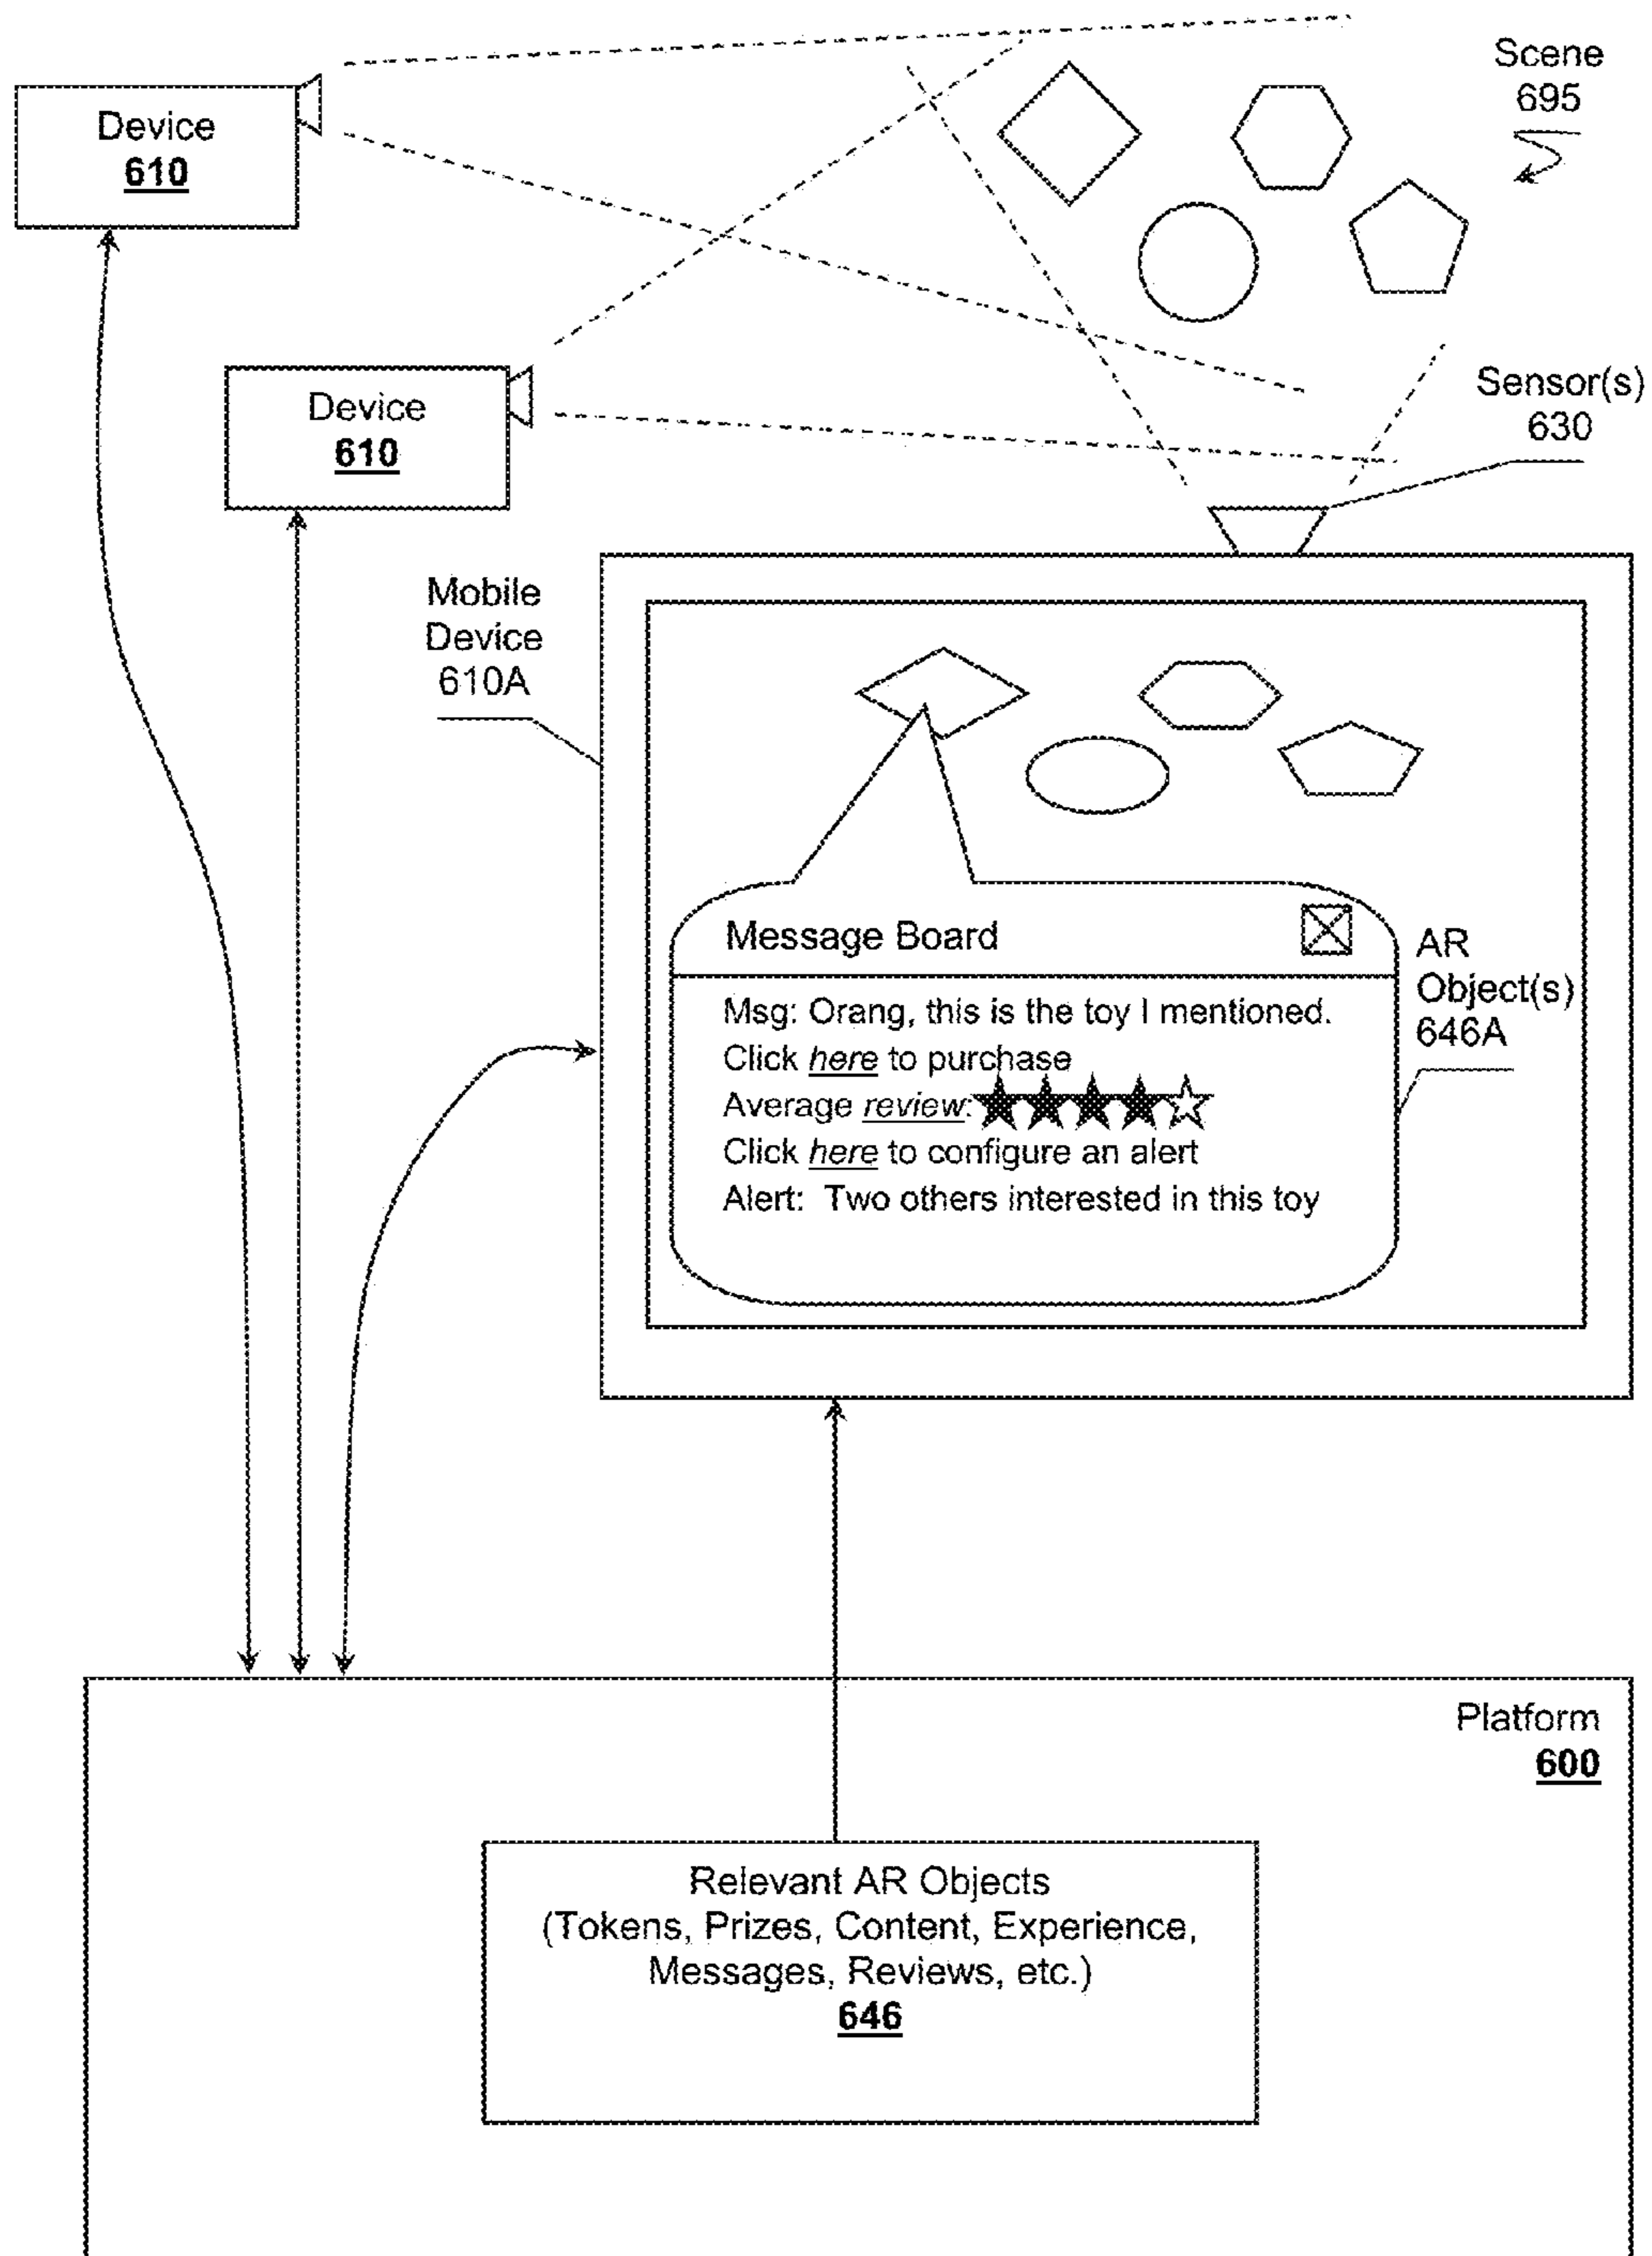 Scene
695
Device
610
Device
610
Sensor(s)
630
Mobile
Device
610A
Message Board
AR
Object(s)
646A
Msg: Orang, this is the toy I mentioned.
Click here to purchase
Average review:
Click here to configure an alert
Alert: Two others interested in this toy
Platform
600
Relevant AR Objects
(Tokens, Prizes, Content, Experience,
Messages, Reviews, etc.)
646